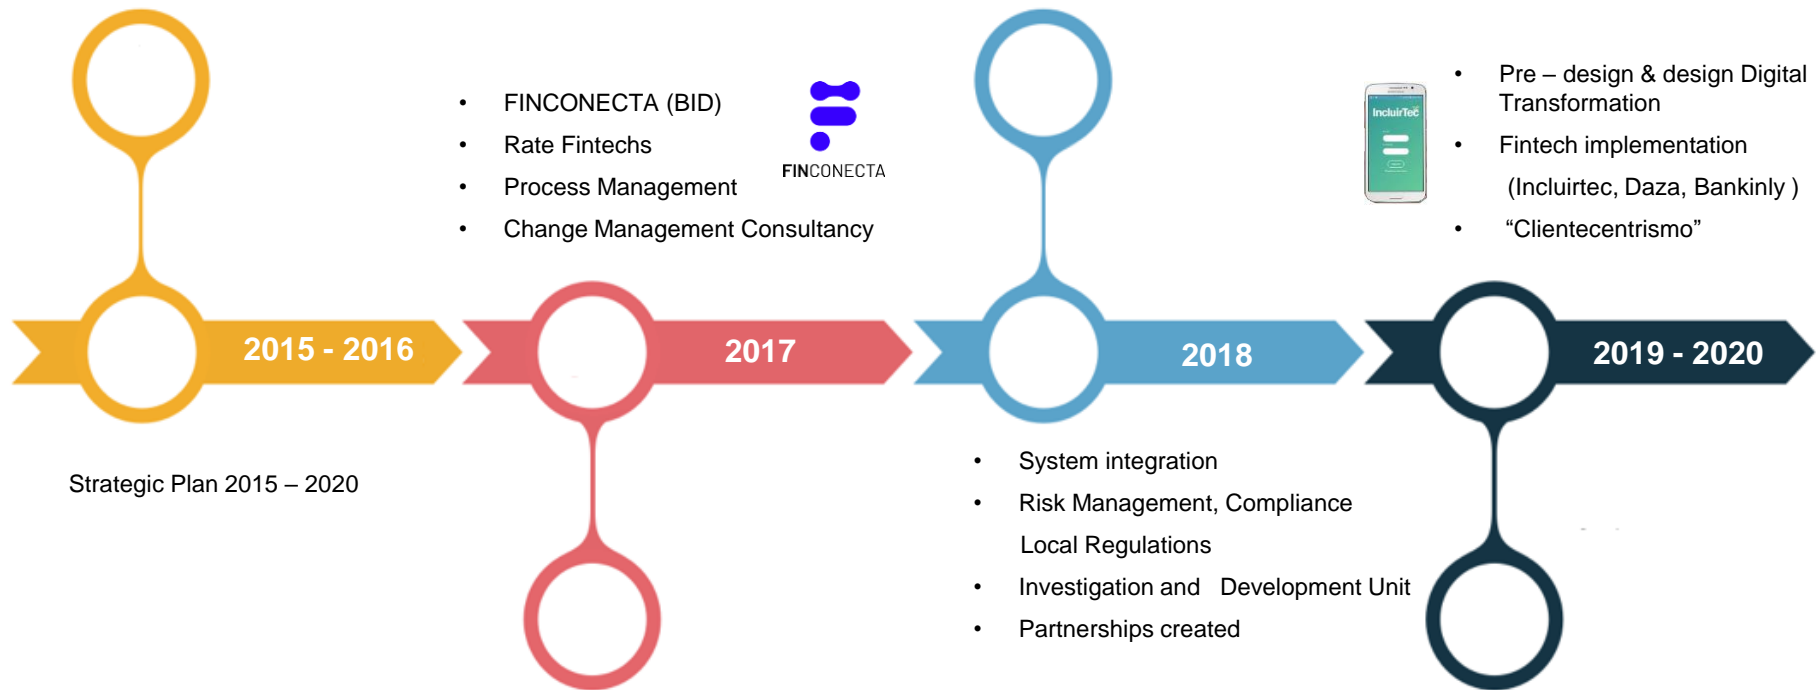 2015 - 2016
Strategic Plan 2015 – 2020
• FINCONECTA (BID)
• Rate Fintechs
• Process Management
• Change Management Consultancy
FINCONECTA
2017
2018
• System integration
• Risk Management, Compliance
Local Regulations
• Investigation and Development Unit
• Partnerships created
IncluirTec
• Pre – design & design Digital
Transformation
• Fintech implementation
(Incluirtec, Daza, Bankinly )
• “Clientecentrismo”
2019 - 2020